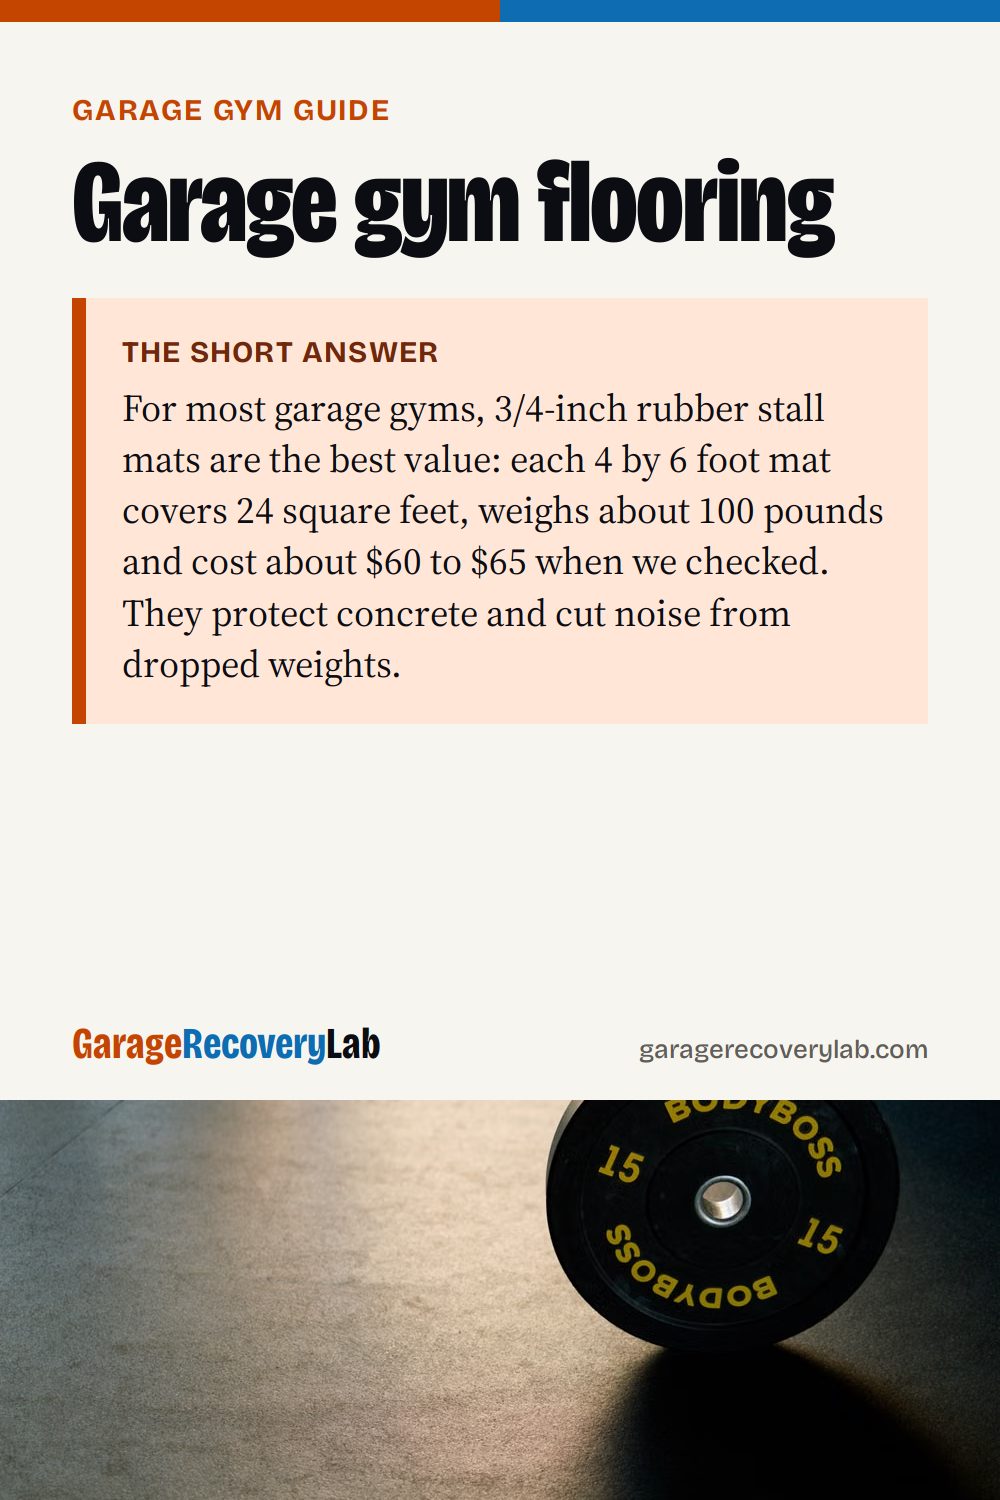 GARAGE GYM GUIDE
Garage gym flooring
THE SHORT ANSWER
For most garage gyms, 3/4-inch rubber stall
mats are the best value: each 4 by 6 foot mat
covers 24 square feet, weighs about 100 pounds
and cost about $60 to $65 when we checked.
They protect concrete and cut noise from
dropped weights.
GarageRecoveryLab
garagerecoverylab.com
BODYBOSS
15
15
BODYBOSS